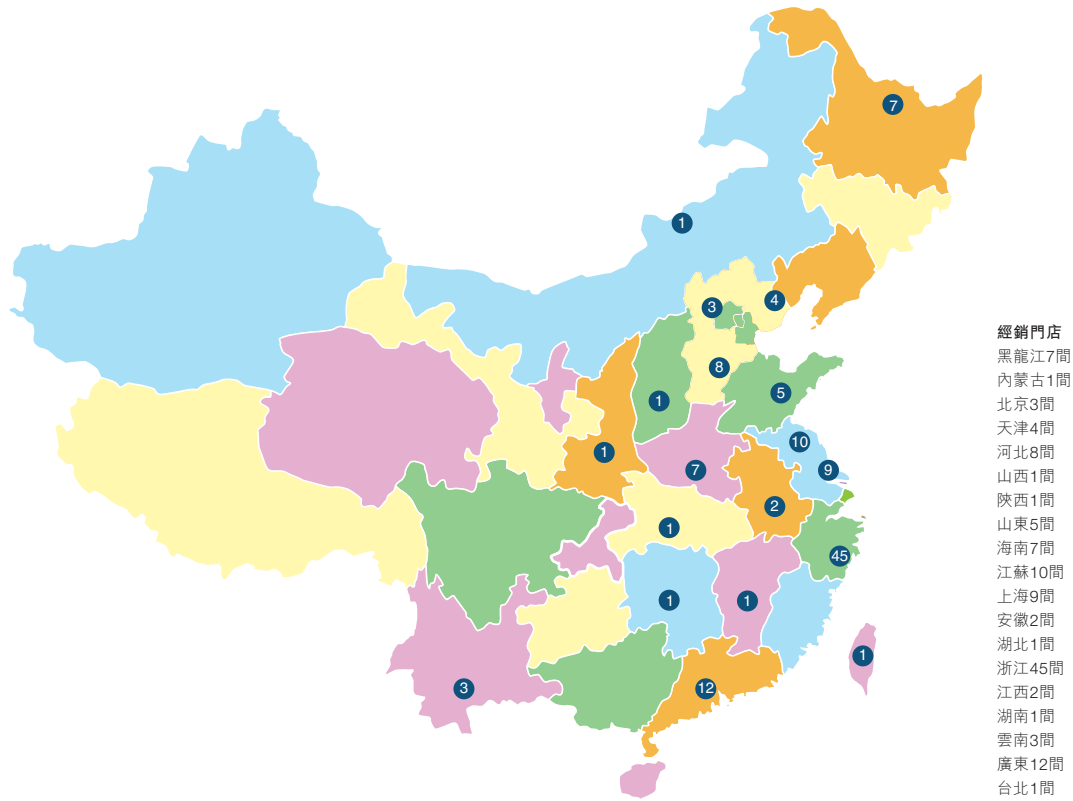 7
1
3
4
8
5
1
10
1
7
9
2
1
45
1
1
1
3
12
經銷門店
黑龍江7間
內蒙古1間
北京3間
天津4間
河北8間
山西1間
陝西1間
山東5間
海南7間
江蘇10間
上海9間
安徽2間
湖北1間
浙江45間
江西2間
湖南1間
雲南3間
廣東12間
台北1間